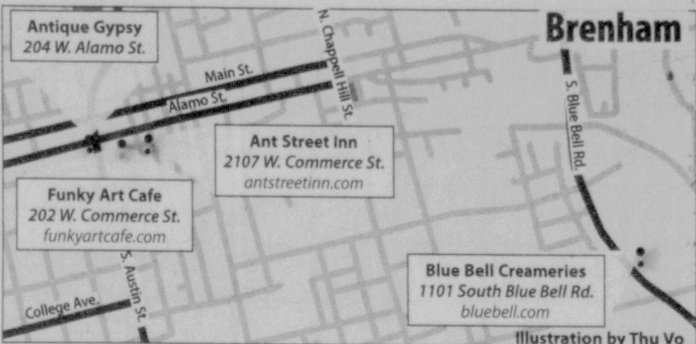 Brenham
Antique Gypsy
204 W. Alamo St.
N. Chappell Hill St.
Main St.
Alamo St.
S. Blue Bell Rd.
Ant Street Inn
2107 W. Commerce St.
antstreetinn.com
Funky Art Cafe
202 W. Commerce St.
funkyartcafe.com
S. Austin St.
College Ave.
Blue Bell Creameries
1101 South Blue Bell Rd.
bluebell.com
Illustration by Thu Vo